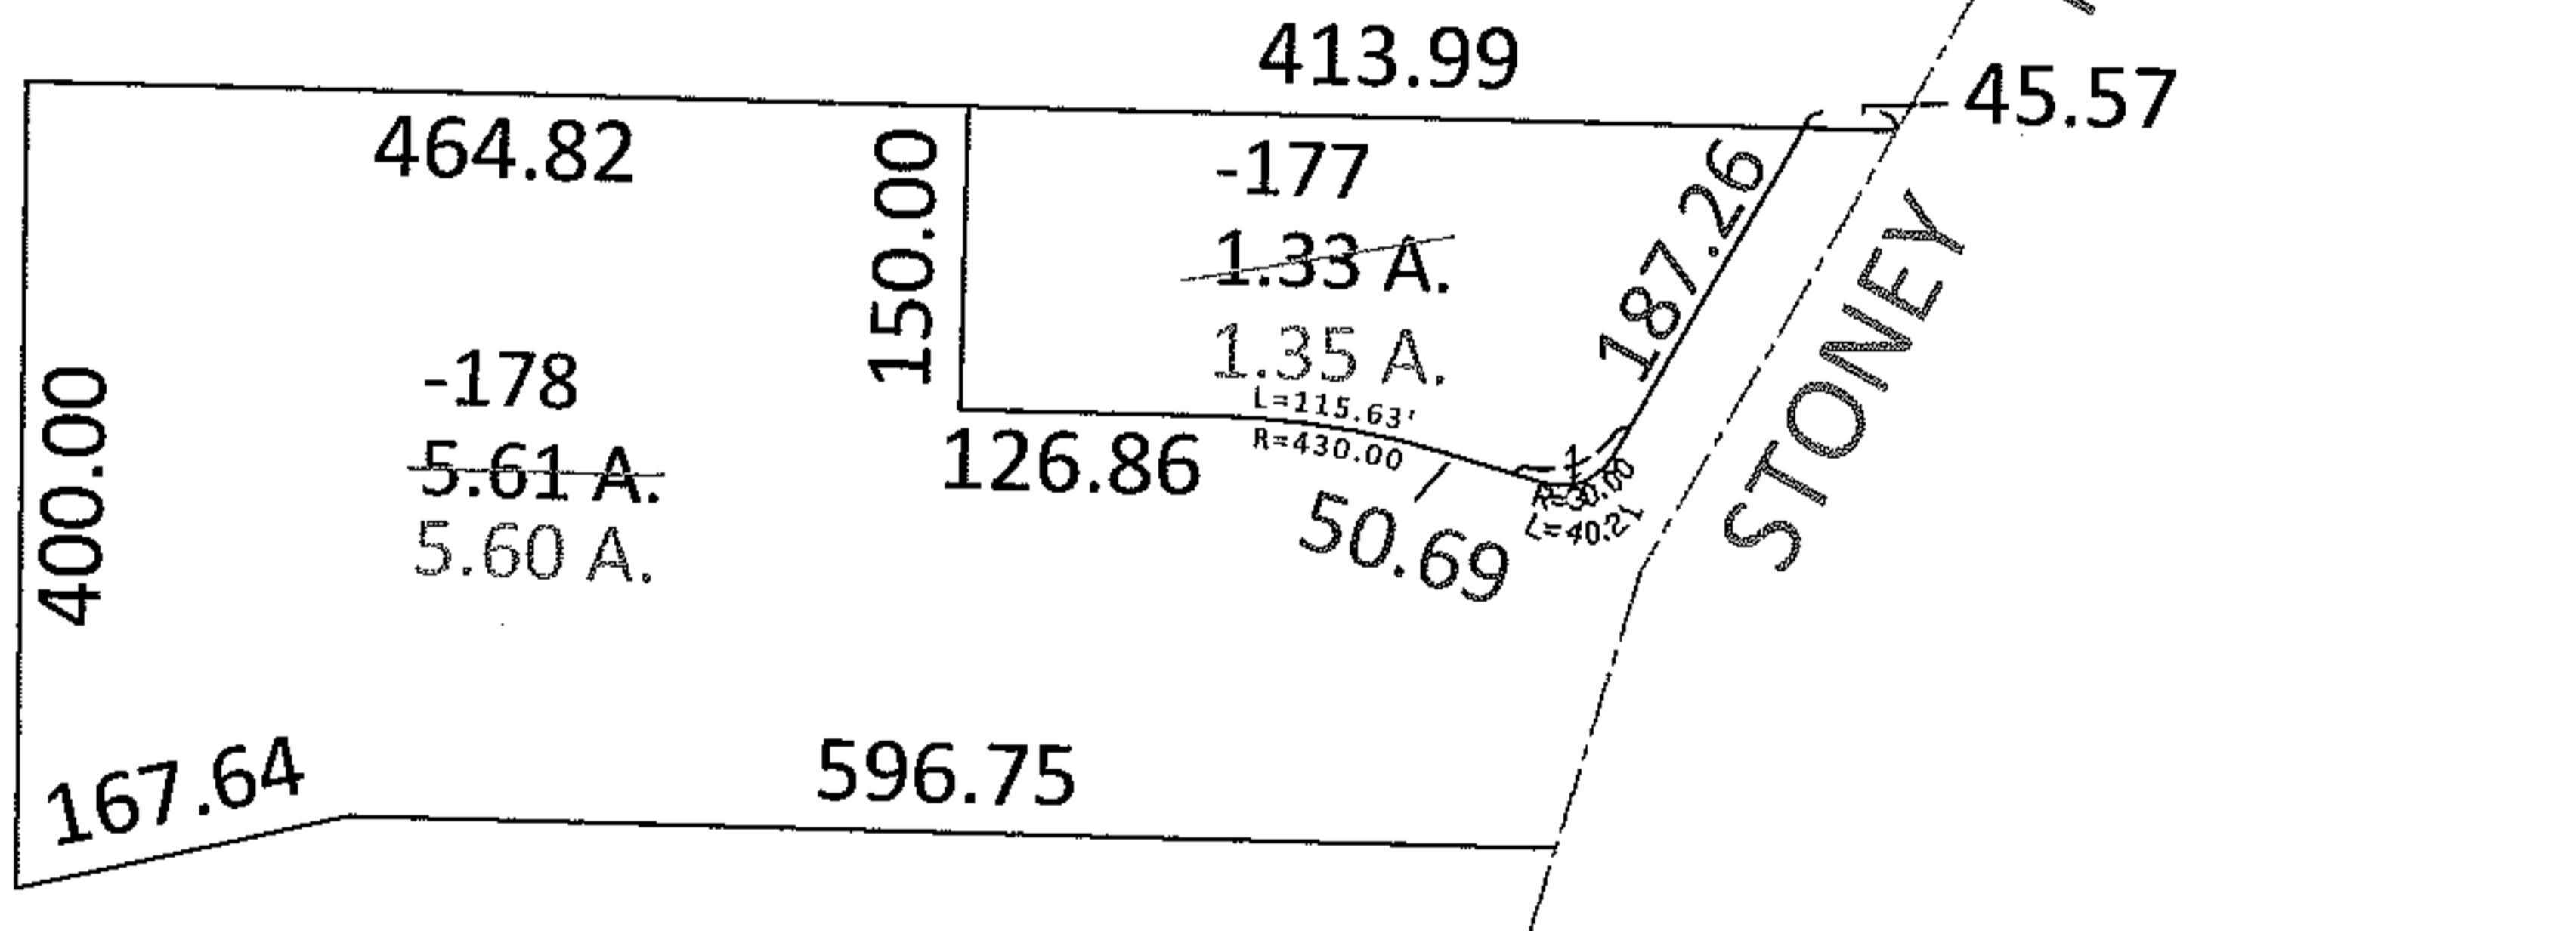 413.99
45.57
464.82
150.00
-177
1.33 A.
1.35 A.
187.26
STONEY
L=115.63'
R=430.00
126.86
50.69
R=30.00
L=40.21
400.00
-178
5.61 A.
5.60 A.
167.64
596.75